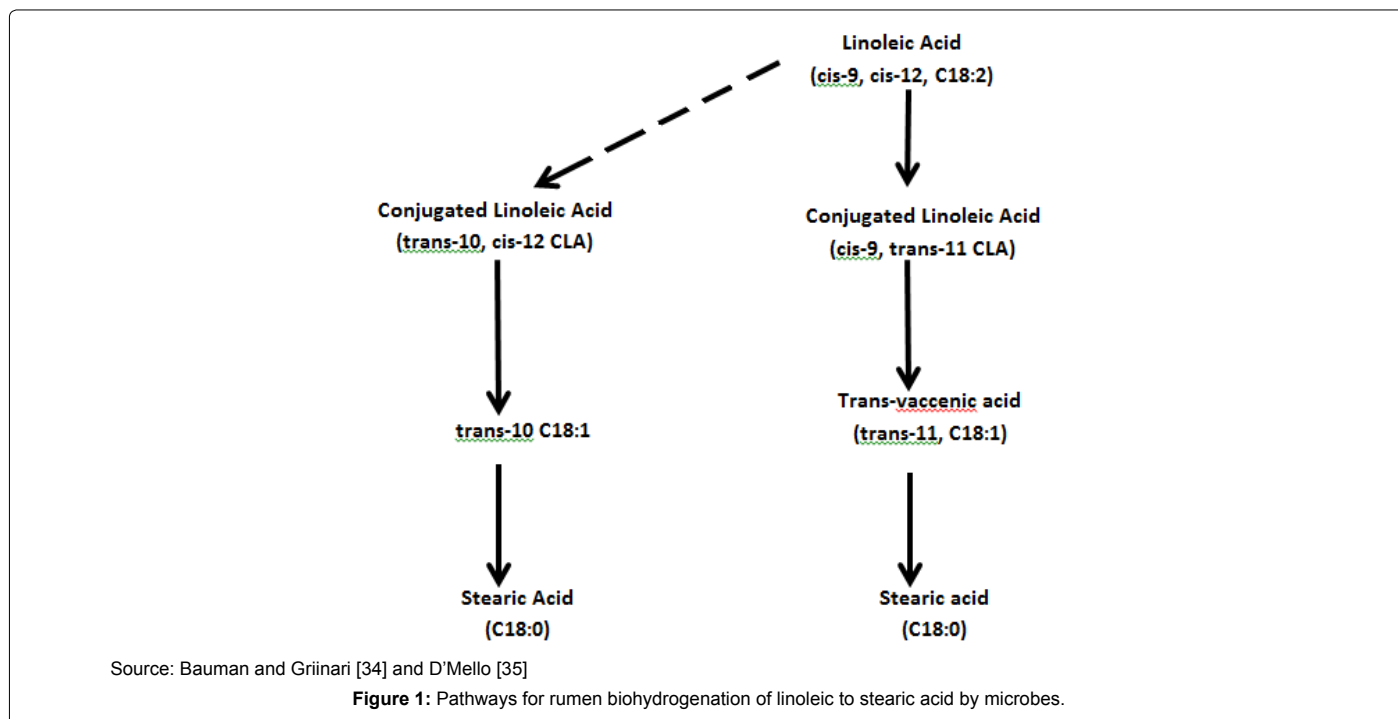 Linoleic Acid
(cis-9, cis-12, C18:2)
Conjugated Linoleic Acid
(trans-10, cis-12 CLA)
Conjugated Linoleic Acid
(cis-9, trans-11 CLA)
trans-10 C18:1
Trans-vaccenic acid
(trans-11, C18:1)
Stearic Acid
(C18:0)
Stearic acid
(C18:0)
Source: Bauman and Griinari [34] and D’Mello [35]
Figure 1: Pathways for rumen biohydrogenation of linoleic to stearic acid by microbes.